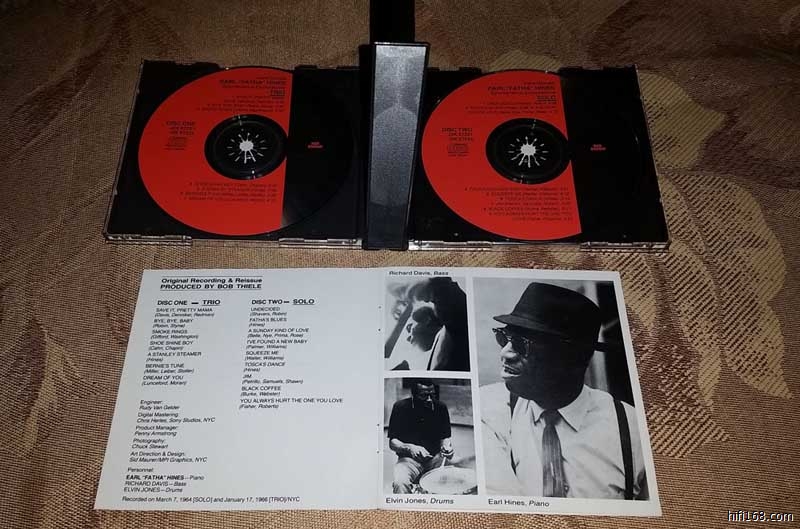 EARL "FATHA" HINES
TRIO
DISC ONE
EARL "FATHA" HINES
SOLO
DISC TWO
Original Recording & Reissue
PRODUCED BY BOB THIELE
DISC ONE — TRIO
SAVE IT, PRETTY MAMA
(Davis, Denniker, Redman)
BYE, BYE, BABY
(Robin, Styne)
SMOKE RINGS
(Gifford, Washington)
SHOE SHINE BOY
(Cahn, Chapin)
A STANLEY STEAMER
(Hines)
BERNIE'S TUNE
(Miller, Leiber, Stoller)
DREAM OF YOU
(Lunceford, Moran)
DISC TWO — SOLO
UNDECIDED
(Shavers, Robin)
FATHA'S BLUES
(Hines)
A SUNDAY KIND OF LOVE
(Belle, Nye, Prima, Rose)
I'VE FOUND A NEW BABY
(Palmer, Williams)
SQUEEZE ME
(Waller, Williams)
TOSCA'S DANCE
(Hines)
JIM
(Petrillo, Samuels, Shawn)
BLACK COFFEE
(Burke, Webster)
YOU ALWAYS HURT THE ONE YOU LOVE
(Fisher, Roberts)
Engineer:
Rudy Van Gelder
Digital Mastering:
Chris Herles, Sony Studios, NYC
Product Manager:
Penny Armstrong
Photography:
Chuck Stewart
Art Direction & Design:
Sid Maurer/MPI Graphics, NYC
Personnel:
EARL "FATHA" HINES—Piano
RICHARD DAVIS—Bass
ELVIN JONES—Drums
Recorded on March 7, 1964 [SOLO] and January 17, 1966 [TRIO]/NYC
Richard Davis, Bass
Elvin Jones, Drums
Earl Hines, Piano
hifi168.com